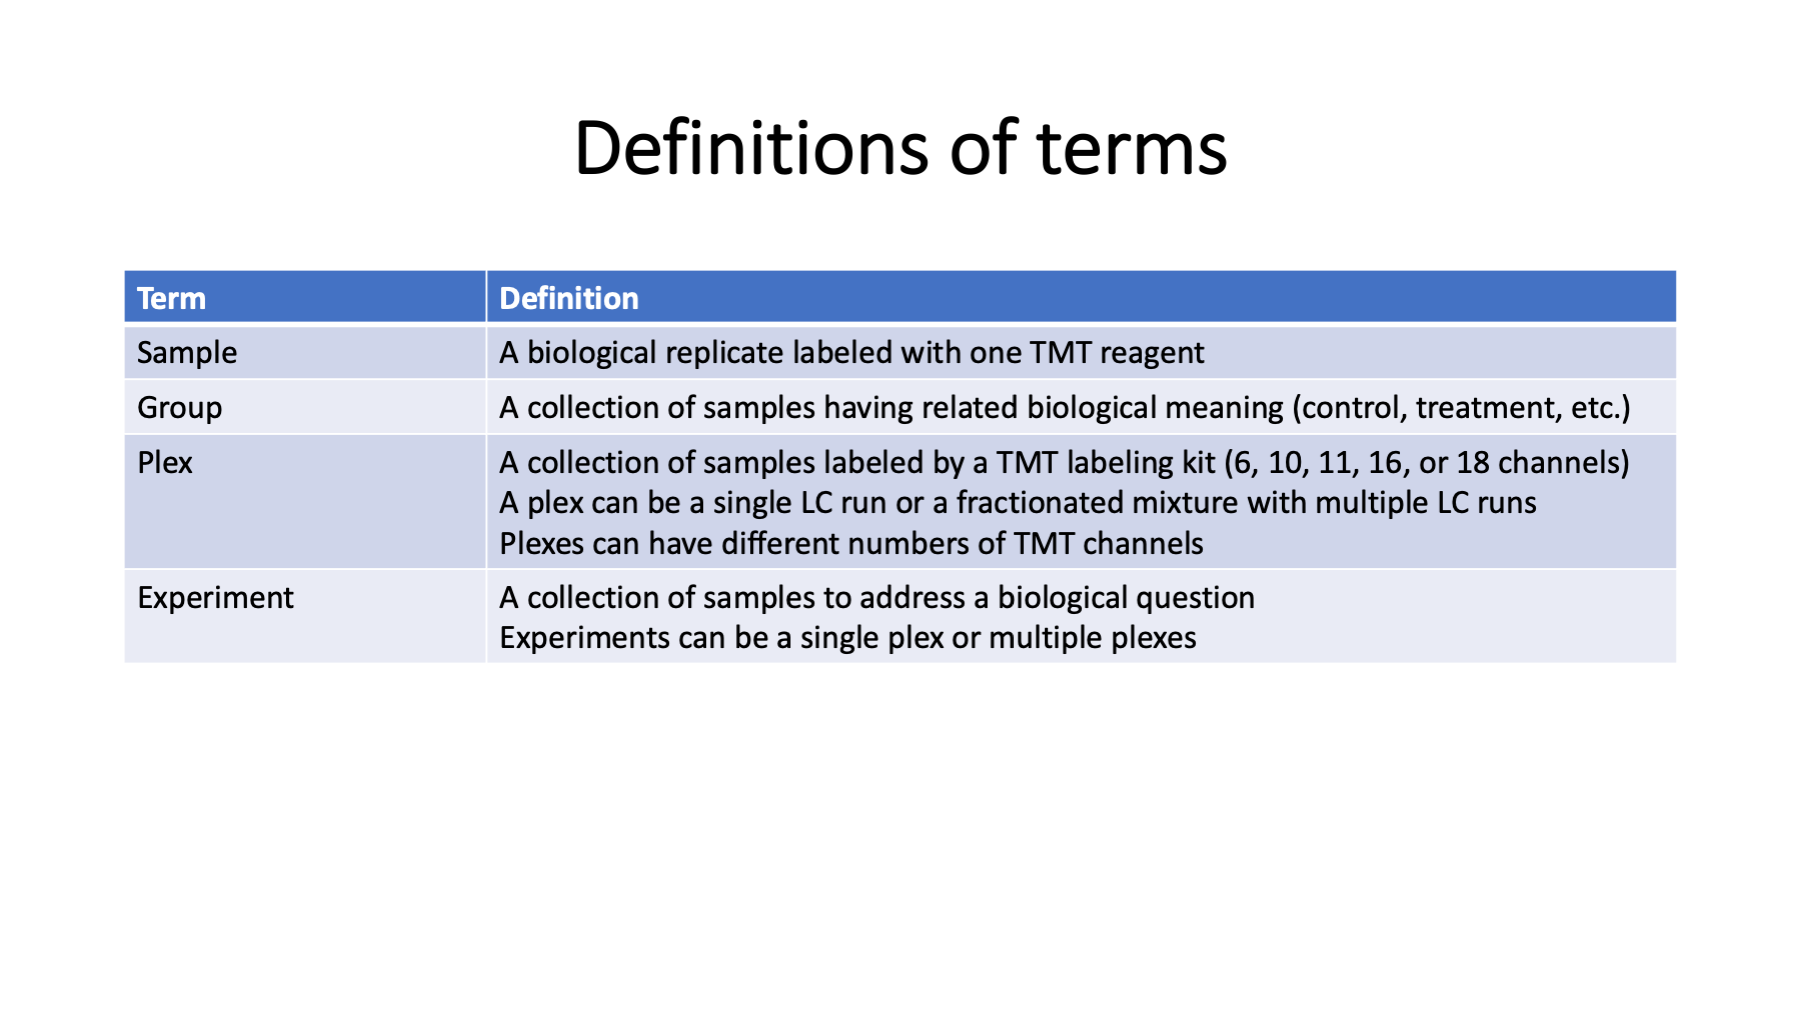 Definitions of terms
Term
Definition
Sample
A biological replicate labeled with one TMT reagent
Group
A collection of samples having related biological meaning (control, treatment, etc.)
Plex
A collection of samples labeled by a TMT labeling kit (6, 10, 11, 16, or 18 channels)
A plex can be a single LC run or a fractionated mixture with multiple LC runs
Plexes can have different numbers of TMT channels
Experiment
A collection of samples to address a biological question
Experiments can be a single plex or multiple plexes